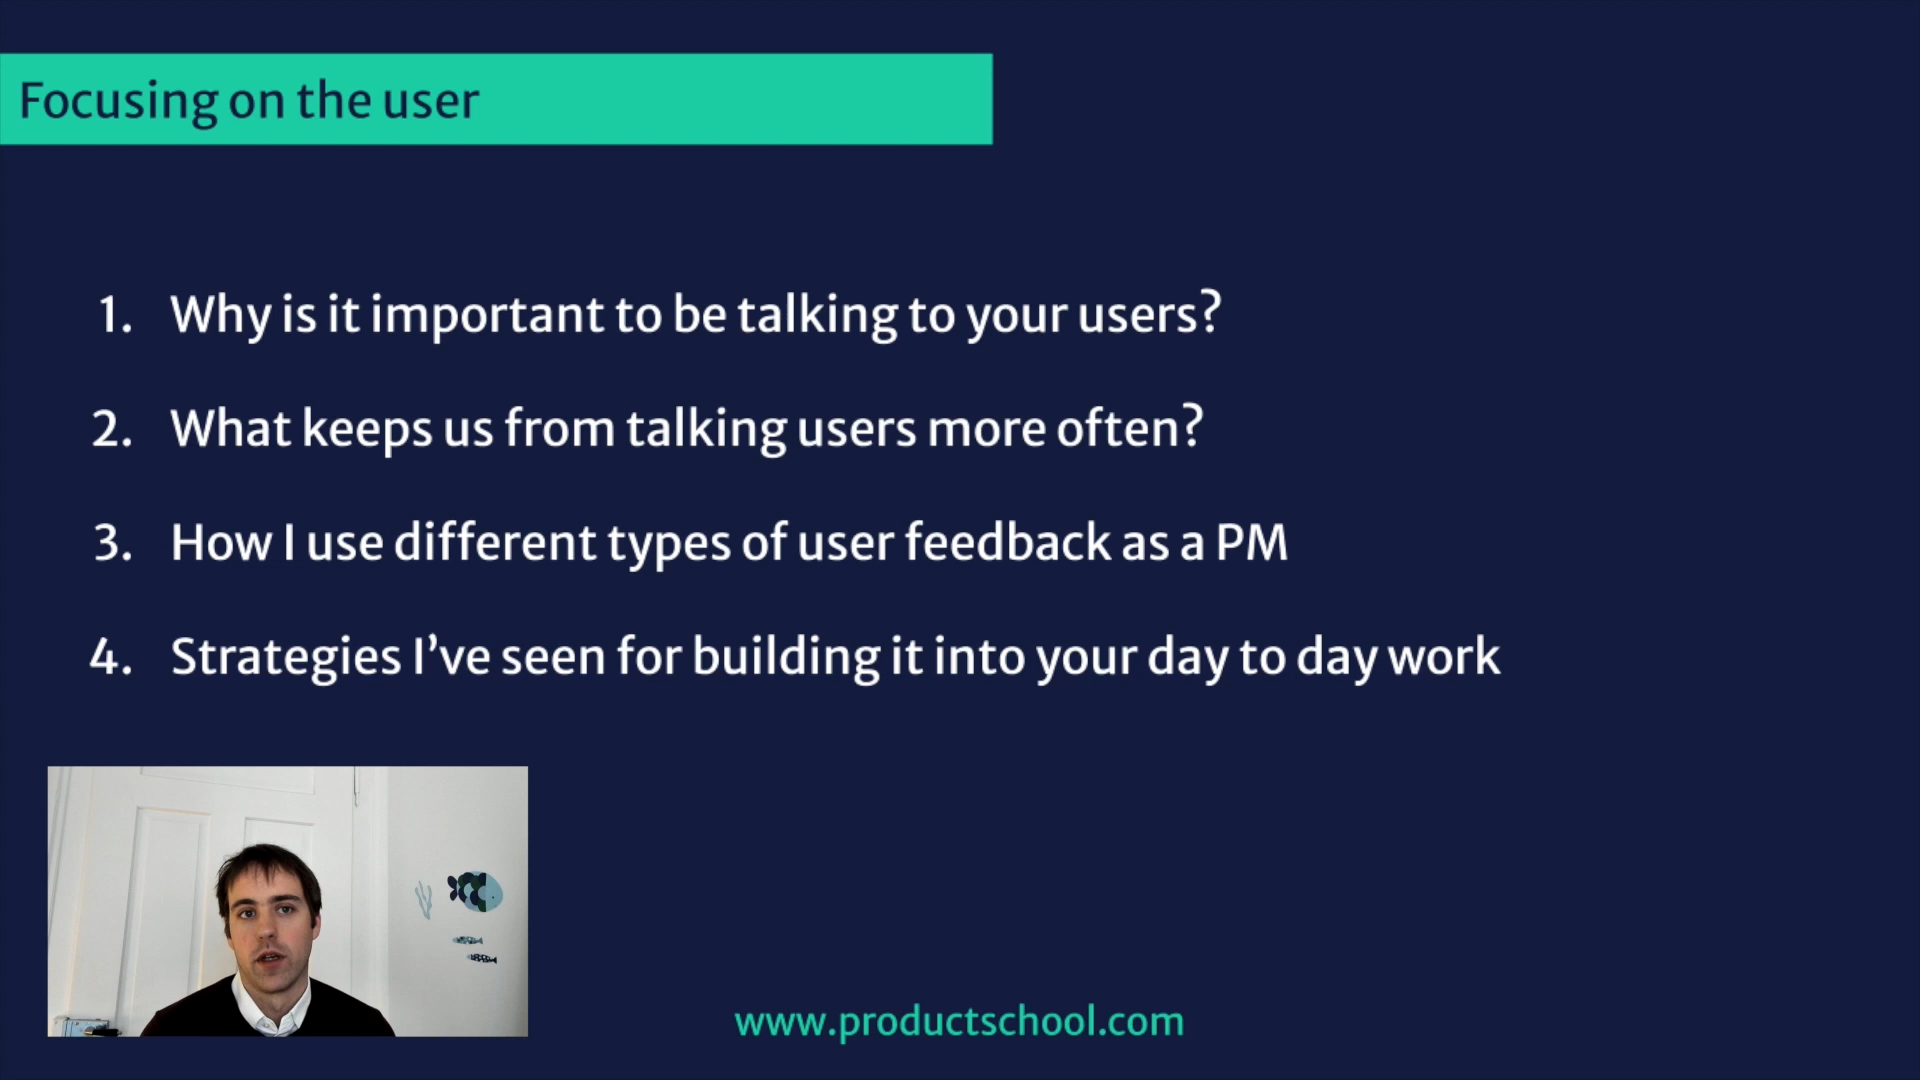 Focusing on the user
1. Why is it important to be talking to your users?
2. What keeps us from talking users more often?
3. How I use different types of user feedback as a PM
4. Strategies I’ve seen for building it into your day to day work
www.productschool.com